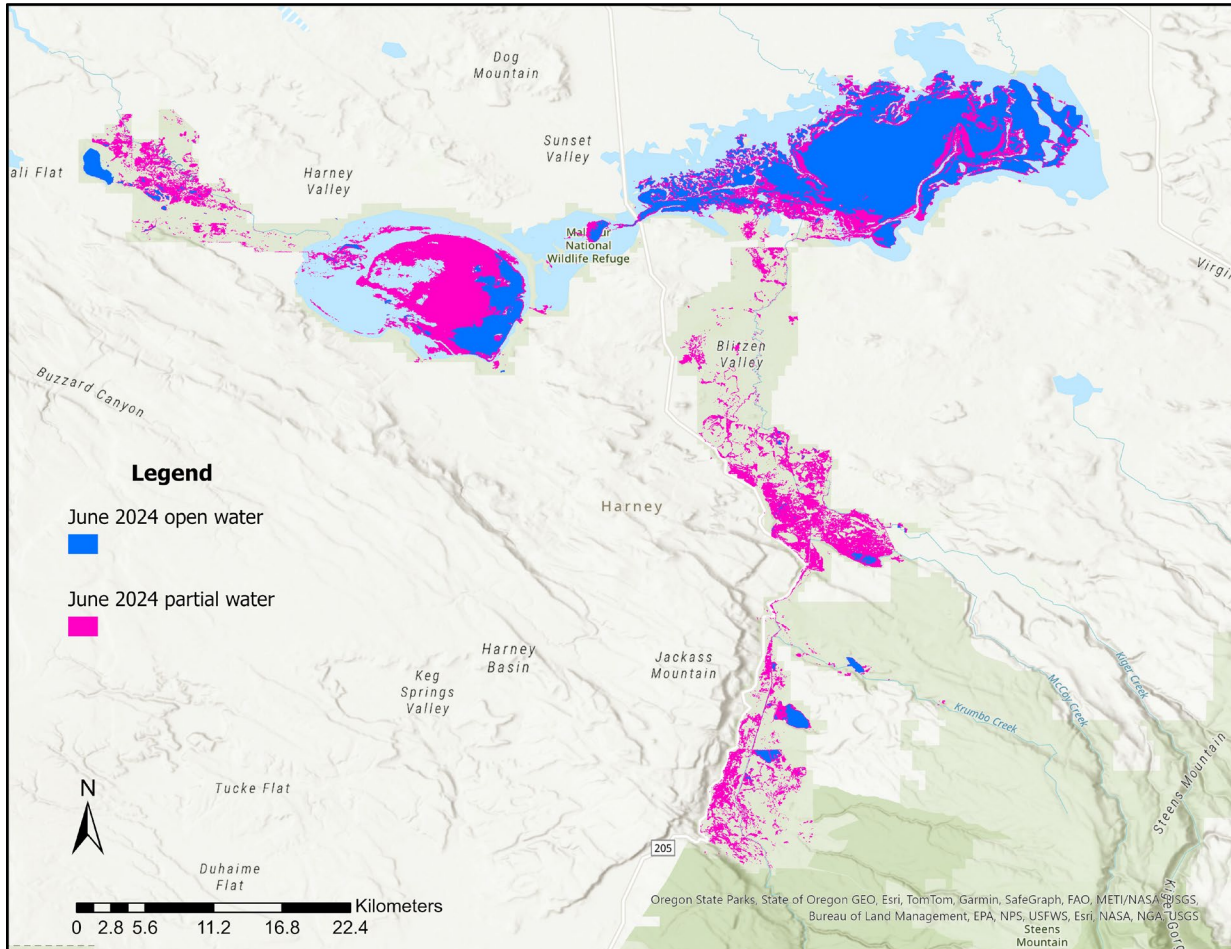 Dog
Mountain
Sunset
Valley
ali Flat
Harney
Valley
National
Wildlife Refuge
Virgin
Blitzen
Valley
Buzzard Canyon
Legend
June 2024 open water
June 2024 partial water
Harney
Harney
Basin
Jackass
Mountain
Keg
Springs
Valley
Kiger Creek
McCoy Creek
Krumbo Creek
Steens Mountain
Tucke Flat
N
205
Duhaime
Flat
Kilometers
0 2.8 5.6 11.2 16.8 22.4
Oregon State Parks, State of Oregon GEO, Esri, TomTom, Garmin, SafeGraph, FAO, METI/NASA, USGS,
Bureau of Land Management, EPA, NPS, USFWS, Esri, NASA, NGA, USGS
Steens
Mountain
Kiger Gorg